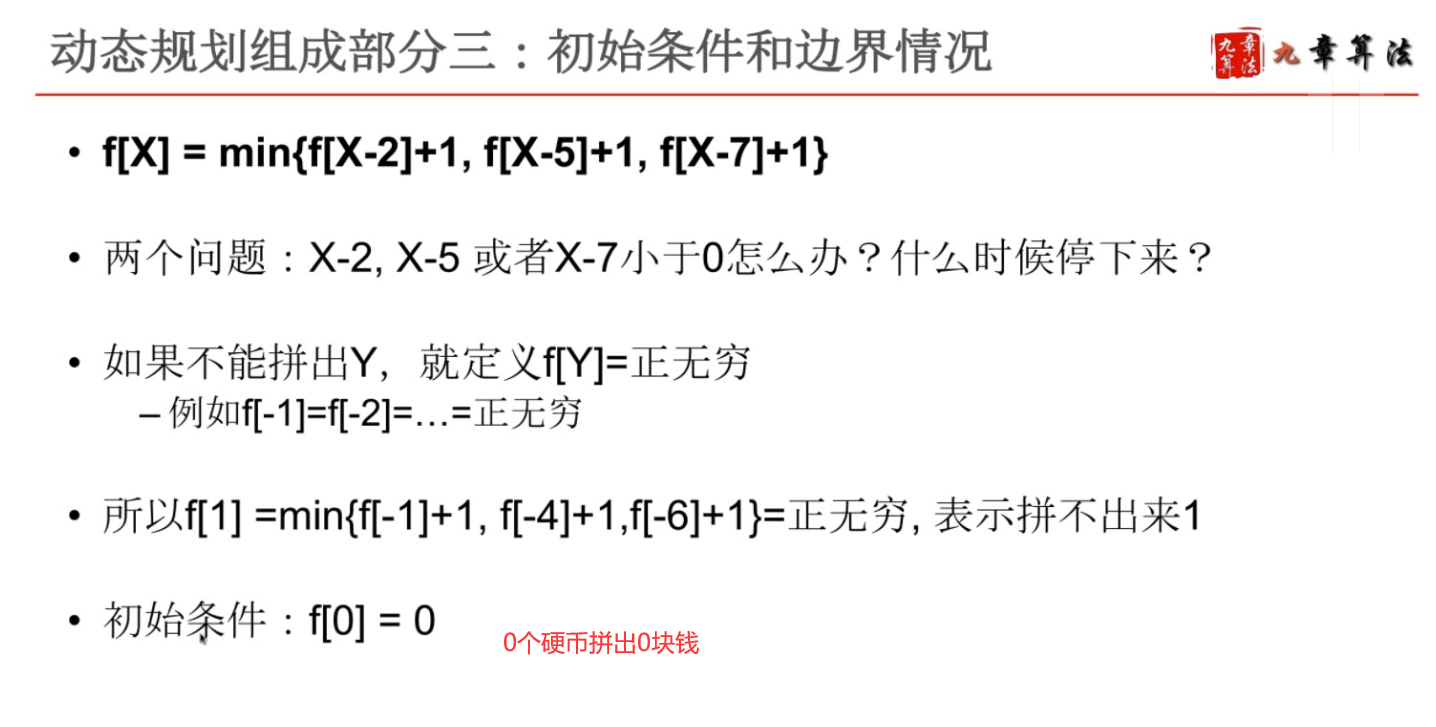 动态规划组成部分三：初始条件和边界情况
九章算法
九章算法
• f[X] = min{f[X-2]+1, f[X-5]+1, f[X-7]+1}
• 两个问题：X-2, X-5 或者X-7小于0怎么办？什么时候停下来？
• 如果不能拼出Y，就定义f[Y]=正无穷
– 例如f[-1]=f[-2]=…=正无穷
• 所以f[1] =min{f[-1]+1, f[-4]+1,f[-6]+1}=正无穷, 表示拼不出来1
• 初始条件：f[0] = 0
0个硬币拼出0块钱